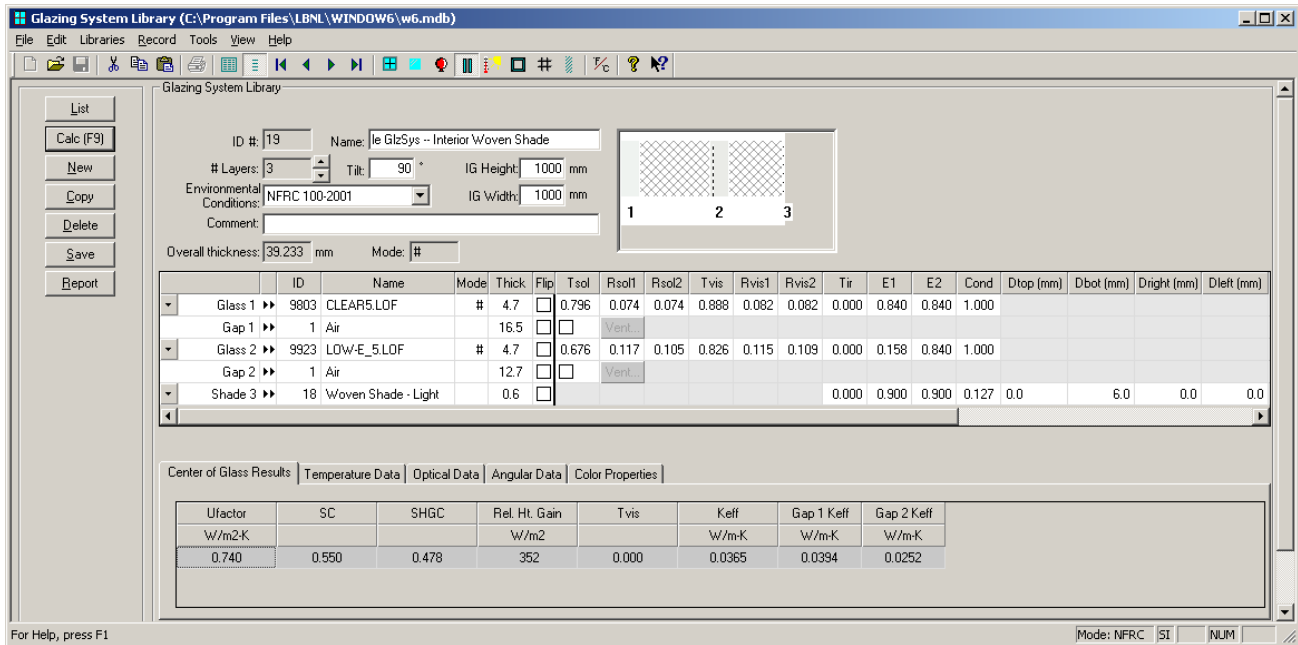 Glazing System Library (C:\Program Files\LBNL\WINDOW6\w6.mdb)
File Edit Libraries Record Tools View Help
Glazing System Library
List
Calc (F9)
New
Copy
Delete
Save
Report
ID #: 19 Name: le GlzSys -- Interior Woven Shade
# Layers: 3 Tilt: 90 ° IG Height: 1000 mm
Environmental Conditions: NFRC 100-2001 IG Width: 1000 mm
Comment:
Overall thickness: 39.233 mm Mode: #
1 2 3
ID Name Mode Thick Flip Tsol Rsol1 Rsol2 Tvis Rvis1 Rvis2 Tir E1 E2 Cond Dtop (mm) Dbot (mm) Dright (mm) Dleft (mm)
Glass 1 9803 CLEAR5.LOF # 4.7 0.796 0.074 0.074 0.888 0.082 0.082 0.000 0.840 0.840 1.000
Gap 1 1 Air 16.5 Vent...
Glass 2 9923 LOW-E_5.LOF # 4.7 0.676 0.117 0.105 0.826 0.115 0.109 0.000 0.158 0.840 1.000
Gap 2 1 Air 12.7 Vent...
Shade 3 18 Woven Shade - Light 0.6 0.000 0.900 0.900 0.127 0.0 6.0 0.0 0.0
Center of Glass Results Temperature Data Optical Data Angular Data Color Properties
Ufactor SC SHGC Rel. Ht. Gain Tvis Keff Gap 1 Keff Gap 2 Keff
W/m2-K W/m2 W/m-K W/m-K W/m-K
0.740 0.550 0.478 352 0.000 0.0365 0.0394 0.0252
For Help, press F1 Mode: NFRC SI NUM